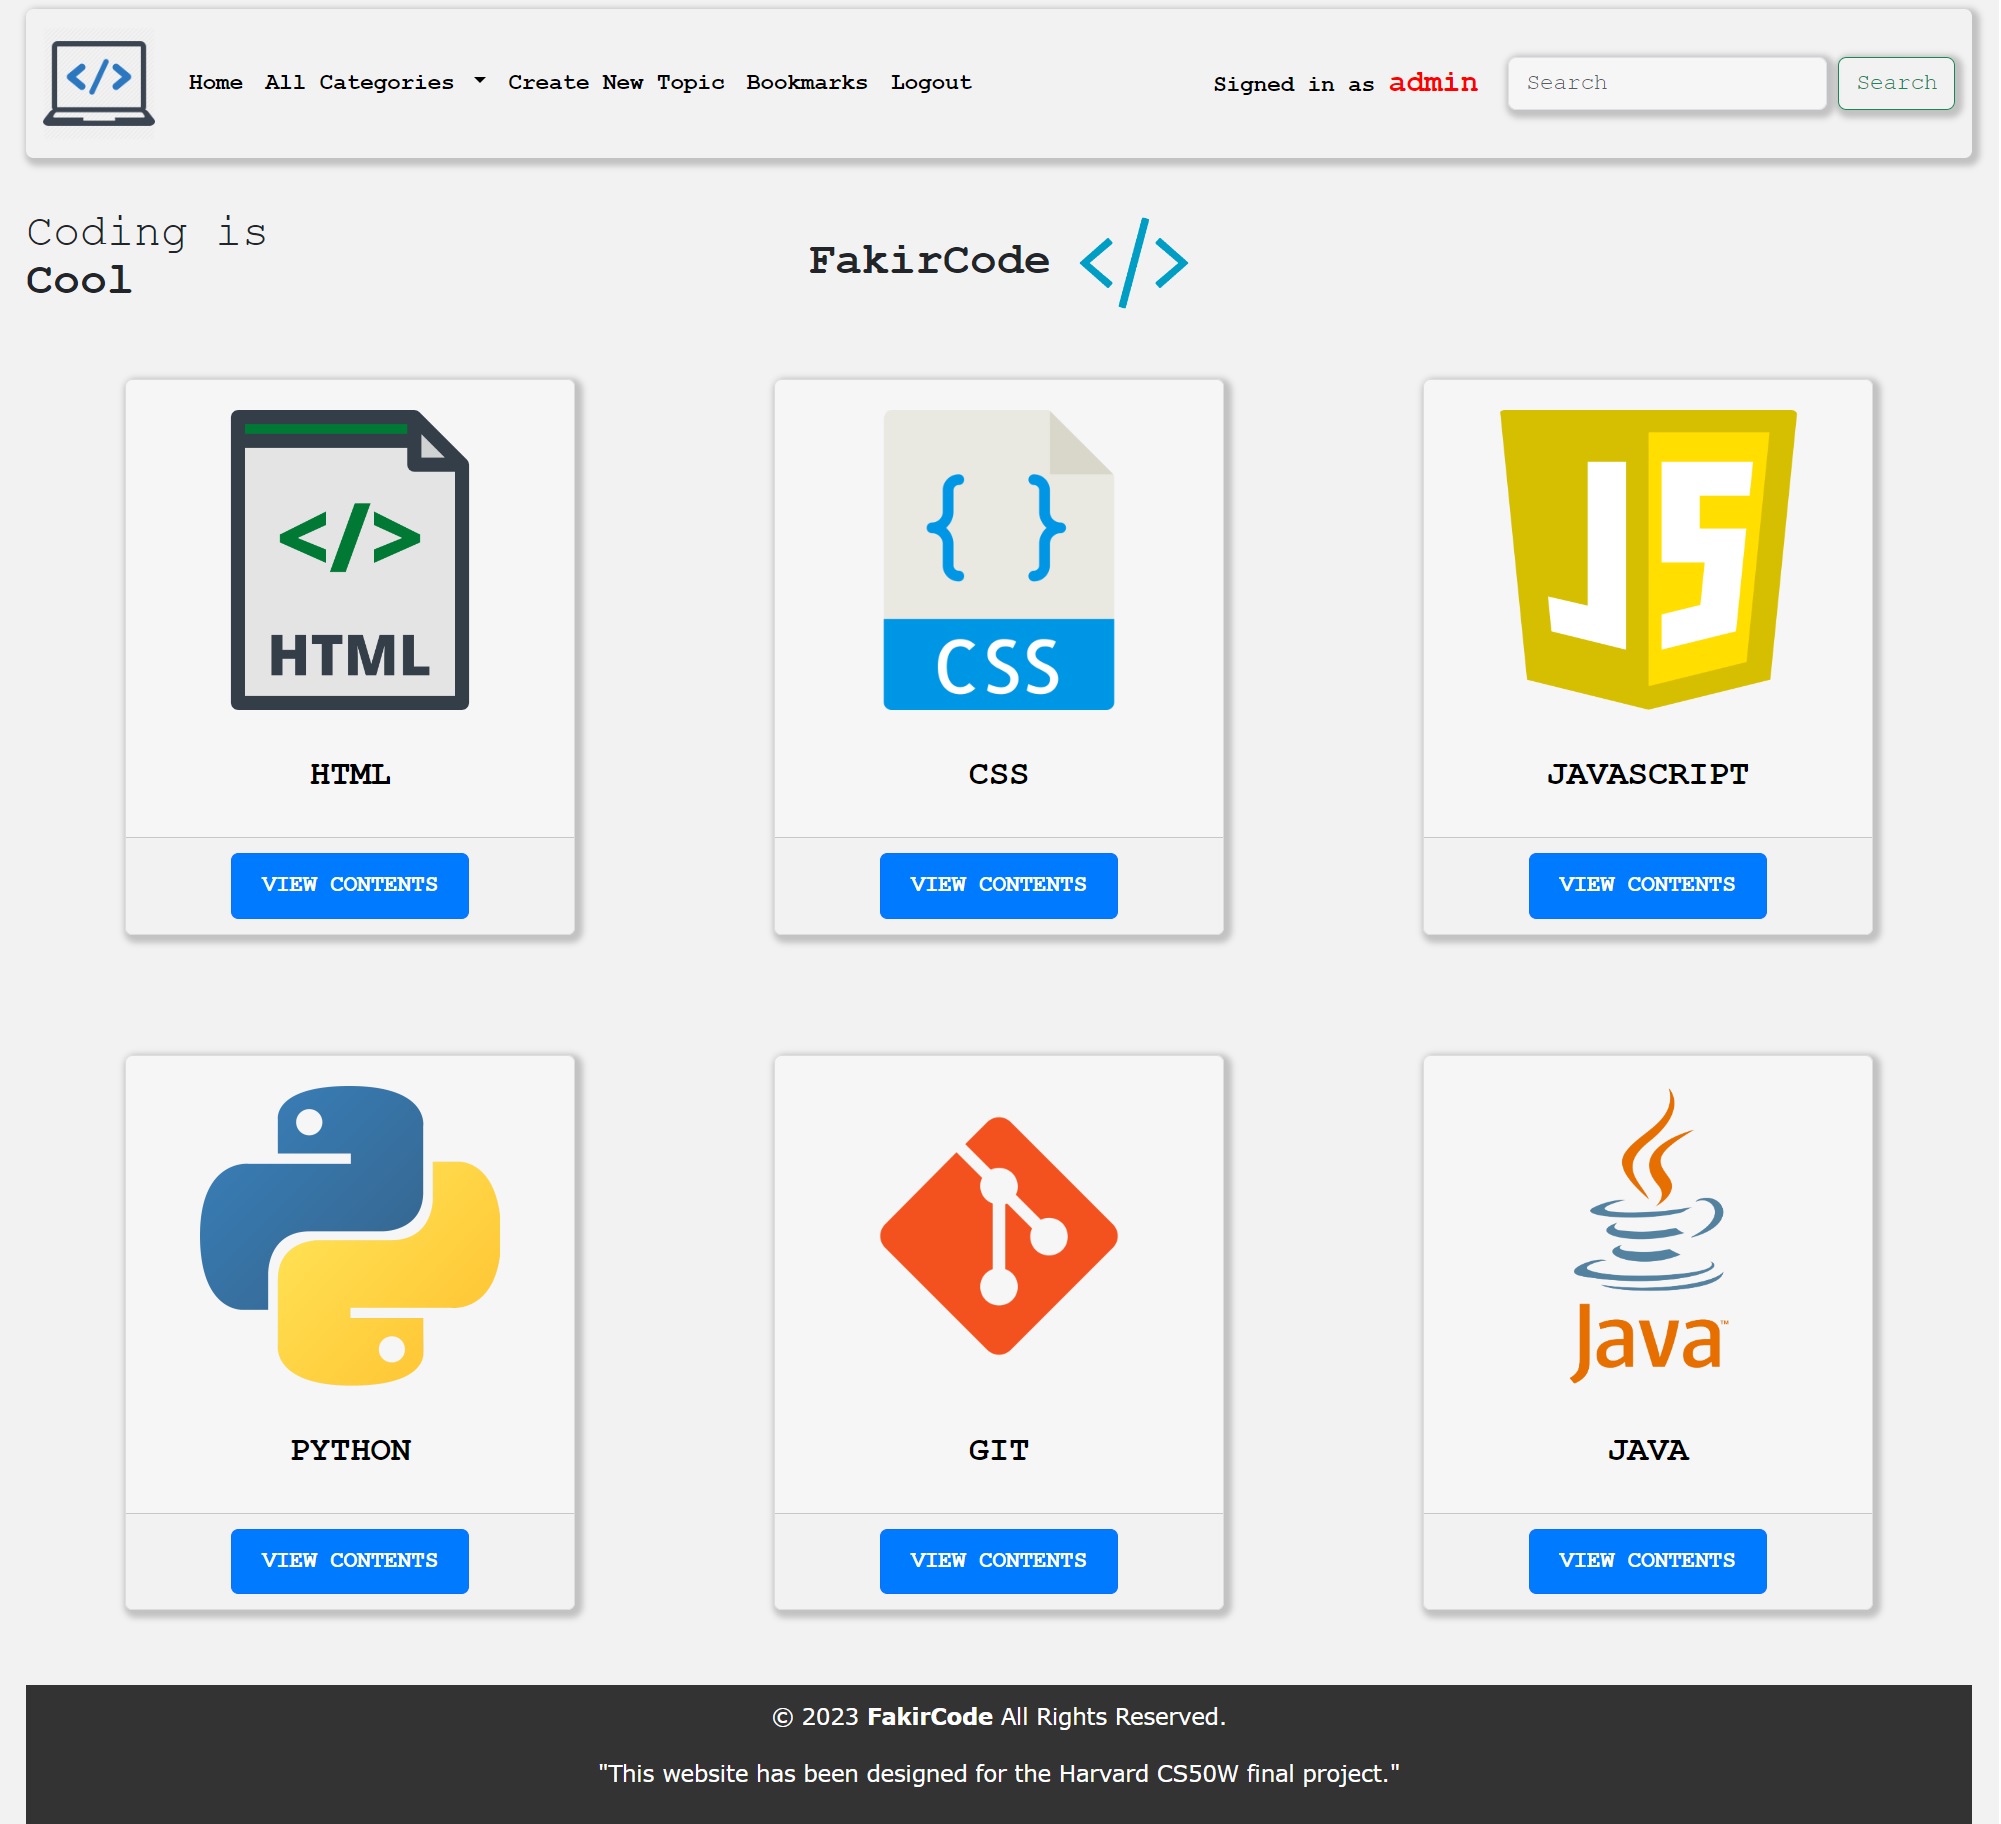 </>
Home All Categories Create New Topic Bookmarks Logout Signed in as admin Search Search
Coding is
Cool
FakirCode </>
</>
HTML
{ }
CSS
JS
HTML CSS JAVASCRIPT
VIEW CONTENTS VIEW CONTENTS VIEW CONTENTS
Java™
PYTHON GIT JAVA
VIEW CONTENTS VIEW CONTENTS VIEW CONTENTS
© 2023 FakirCode All Rights Reserved.
"This website has been designed for the Harvard CS50W final project."